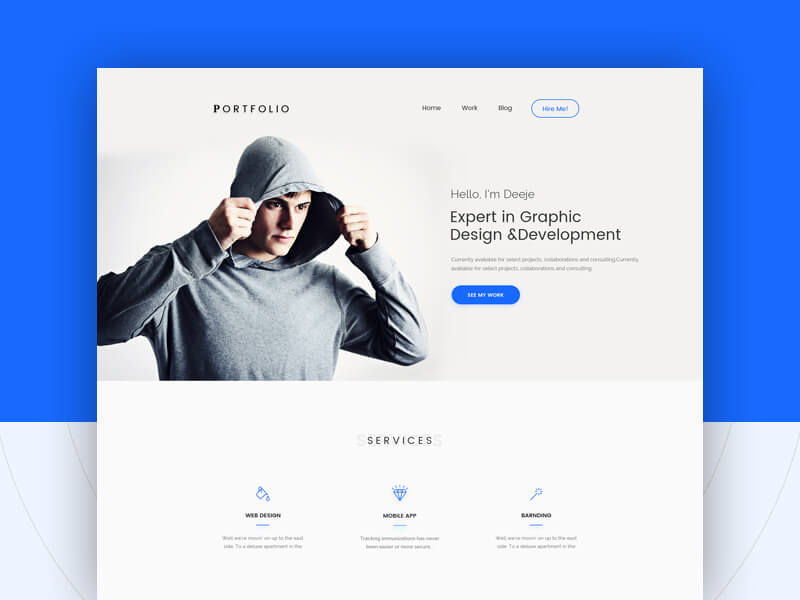 PORTFOLIO
Home Work Blog Hire Me!
Hello, I'm Deeje
Expert in Graphic
Design &Development
Currently available for select projects, collaborations and consulting.Currently
available for select projects, collaborations and consulting.
SEE MY WORK
S SERVICES S
WEB DESIGN
Well, we're movin' on up to the east
side. To a deluxe apartment in the
MOBILE APP
Tracking immunizations has never
been easier or more secure.
BARNDING
Well, we're movin' on up to the east
side. To a deluxe apartment in the